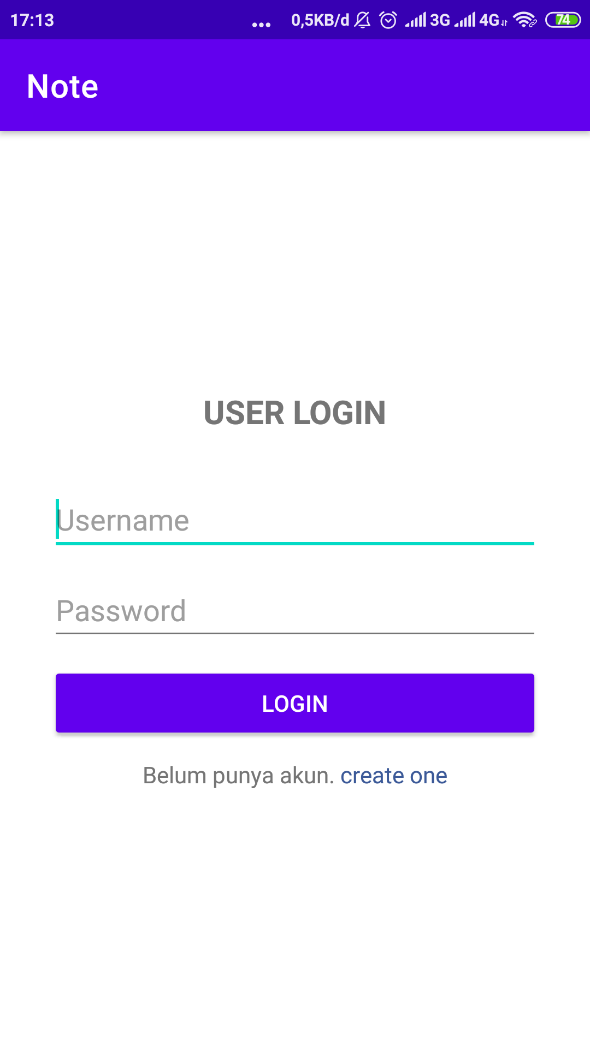 17:13 ... 0,5KB/d 3G 4G 74
Note
USER LOGIN
Username
Password
LOGIN
Belum punya akun. create one